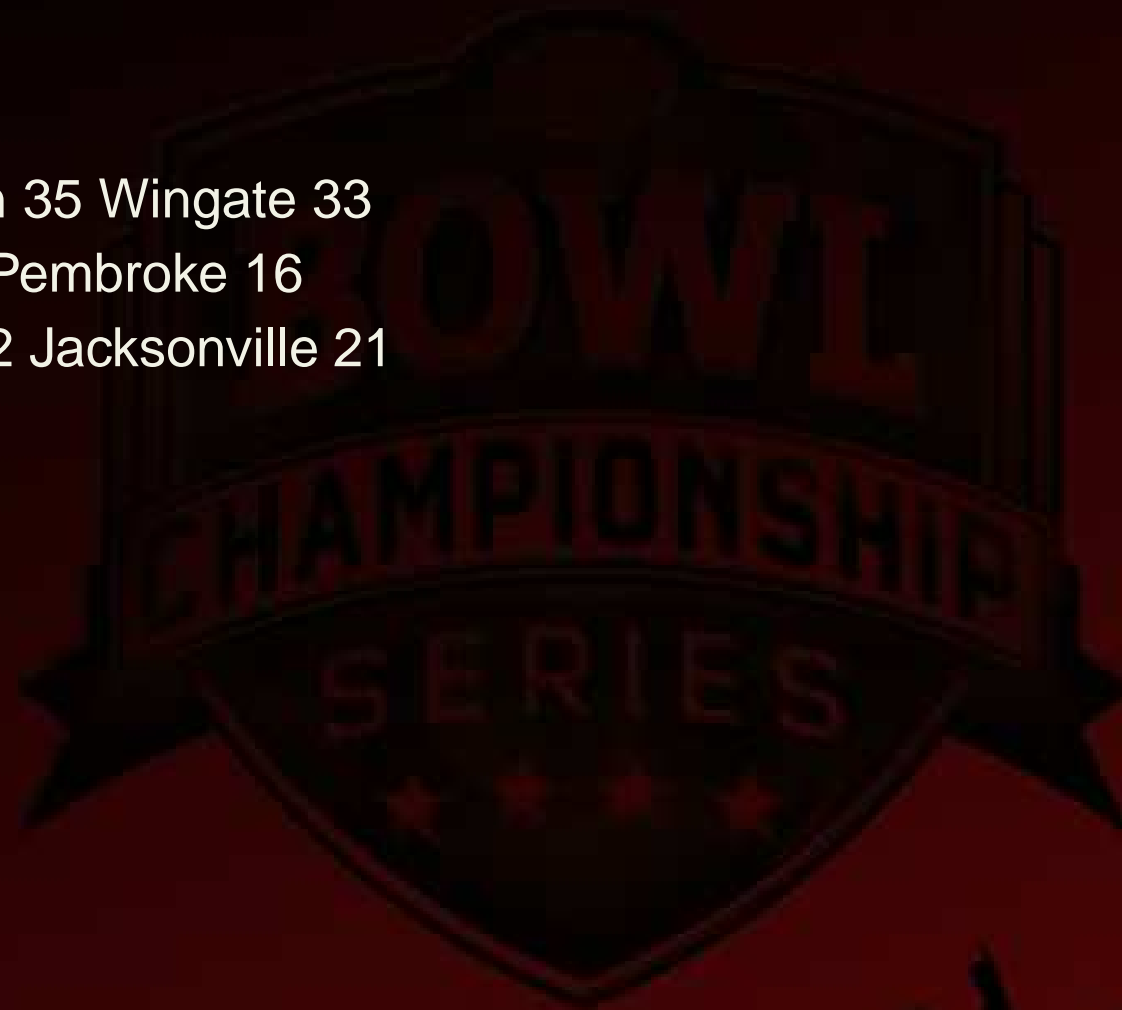 35 Wingate 33
Pembroke 16
2 Jacksonville 21
BOWL
CHAMPIONSHIP
SERIES